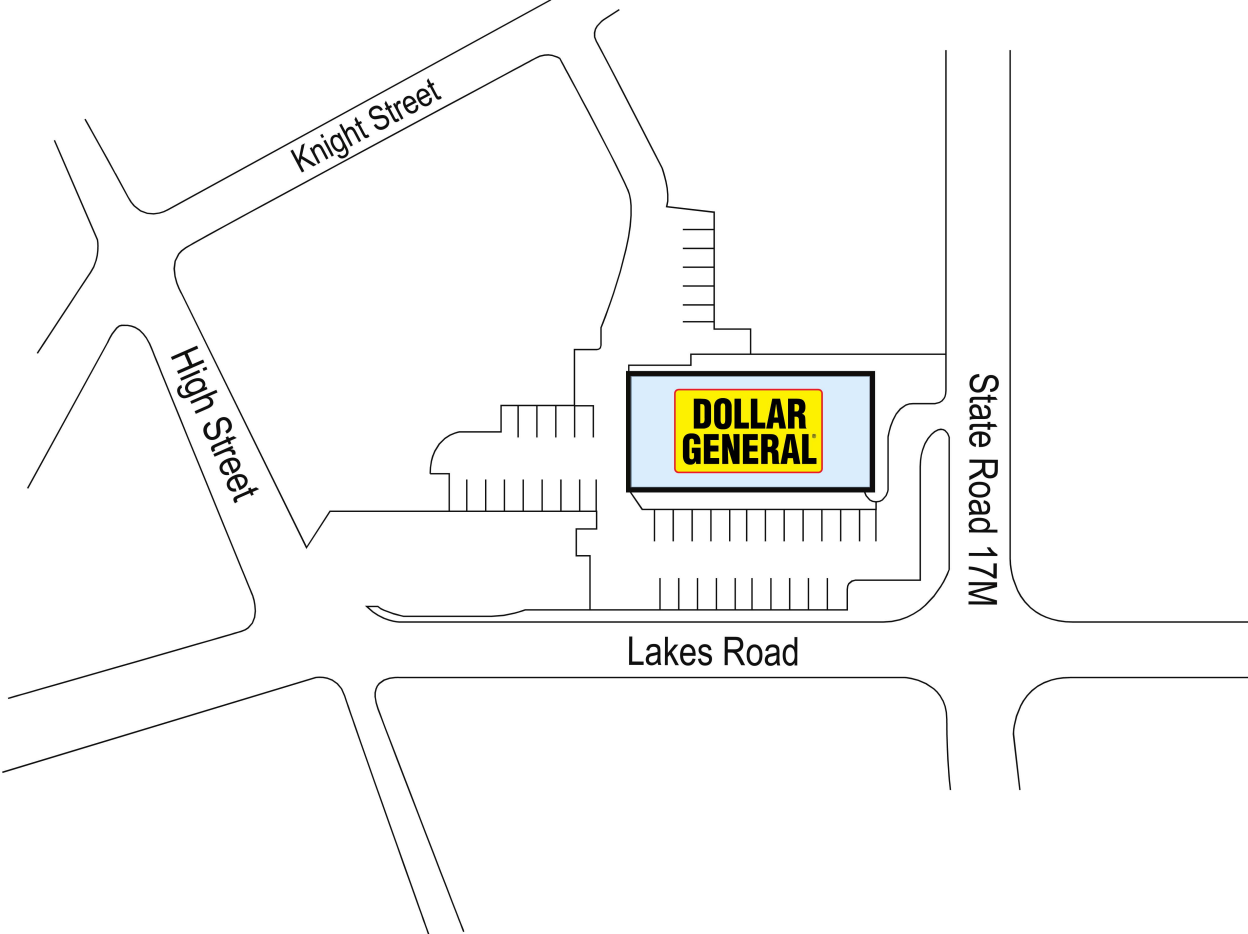 Knight Street
High Street
DOLLAR
GENERAL®
State Road 17M
Lakes Road